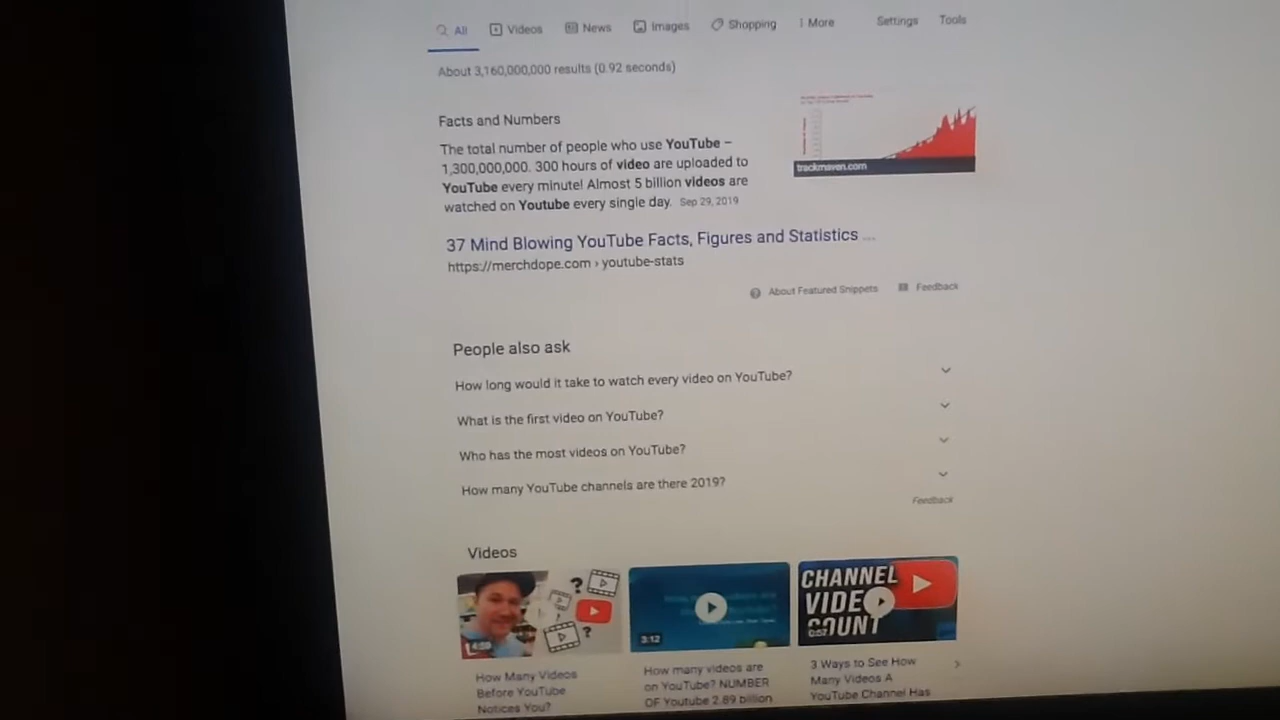 All Videos News Images Shopping More Settings Tools
About 3,160,000,000 results (0.92 seconds)
Facts and Numbers
The total number of people who use YouTube –
1,300,000,000. 300 hours of video are uploaded to
YouTube every minute! Almost 5 billion videos are
watched on Youtube every single day. Sep 29, 2019
trackmaven.com
37 Mind Blowing YouTube Facts, Figures and Statistics ...
https://merchdope.com › youtube-stats
About Featured Snippets Feedback
People also ask
How long would it take to watch every video on YouTube?
What is the first video on YouTube?
Who has the most videos on YouTube?
How many YouTube channels are there 2019?
Feedback
Videos
4:59
3:12
CHANNEL
VIDEO
COUNT
0:57
How Many Videos
Before YouTube
Notices You?
How many videos are
on YouTube? NUMBER
OF Youtube 2.89 billion
3 Ways to See How
Many Videos A
YouTube Channel Has